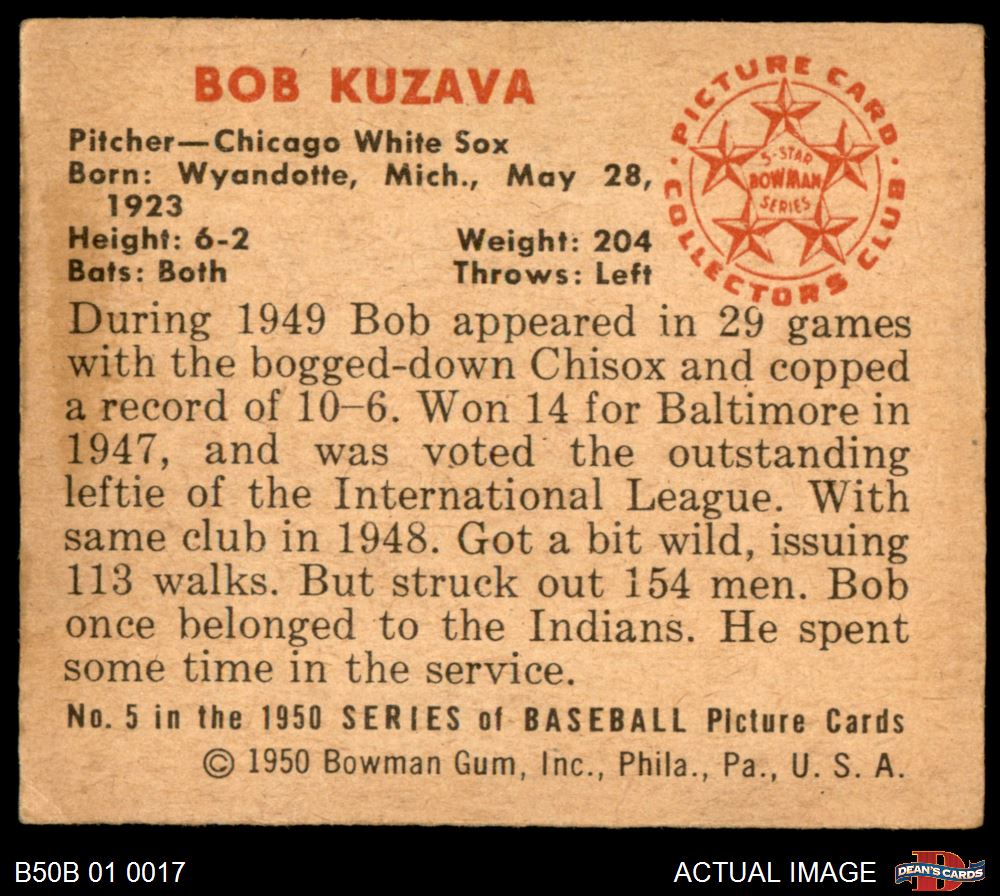 BOB KUZAVA
Pitcher—Chicago White Sox
Born: Wyandotte, Mich., May 28,
1923
Height: 6-2 Weight: 204
Bats: Both Throws: Left
PICTURE CARD
COLLECTORS CLUB
5-STAR
BOWMAN
SERIES
During 1949 Bob appeared in 29 games
with the bogged-down Chisox and copped
a record of 10–6. Won 14 for Baltimore in
1947, and was voted the outstanding
leftie of the International League. With
same club in 1948. Got a bit wild, issuing
113 walks. But struck out 154 men. Bob
once belonged to the Indians. He spent
some time in the service.
No. 5 in the 1950 SERIES of BASEBALL Picture Cards
© 1950 Bowman Gum, Inc., Phila., Pa., U. S. A.
B50B 01 0017 ACTUAL IMAGE
D
DEAN'S CARDS